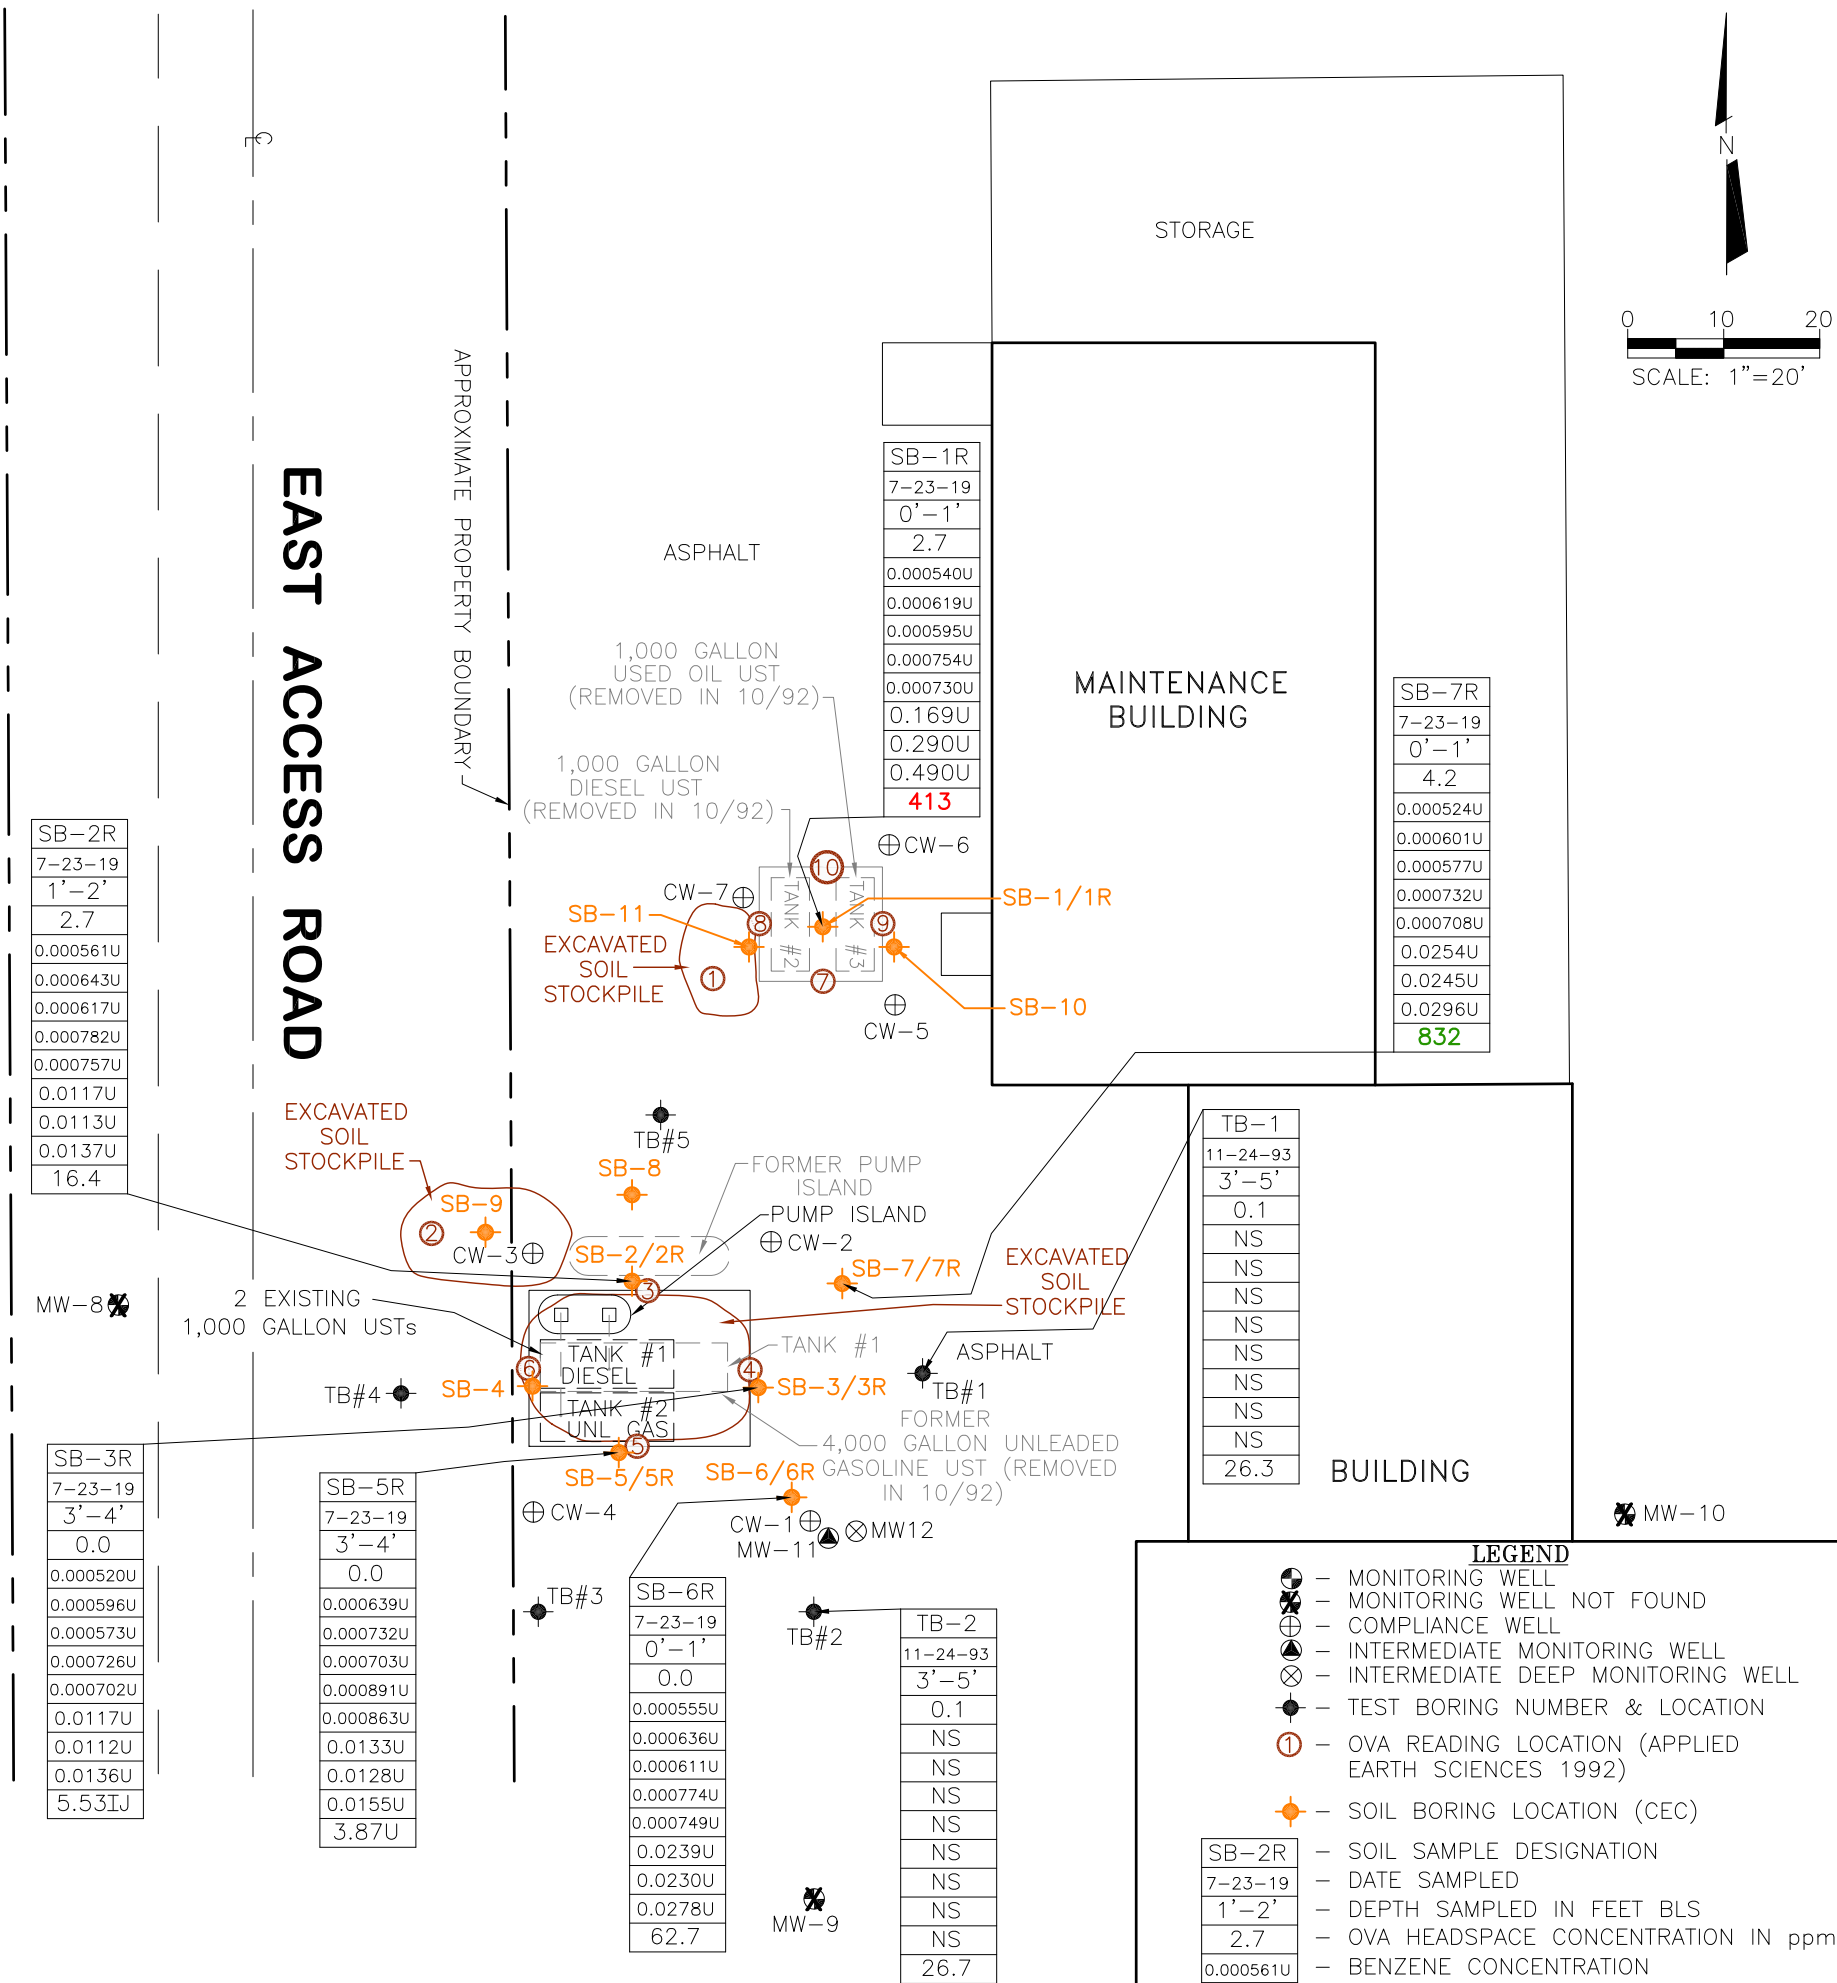 N
0 10 20
SCALE: 1"=20'
CL
STORAGE
APPROXIMATE PROPERTY BOUNDARY
EAST ACCESS ROAD
ASPHALT
1,000 GALLON
USED OIL UST
(REMOVED IN 10/92)
1,000 GALLON
DIESEL UST
(REMOVED IN 10/92)
SB-1R
7-23-19
0'-1'
2.7
0.000540U
0.000619U
0.000595U
0.000754U
0.000730U
0.169U
0.290U
0.490U
413
MAINTENANCE
BUILDING
SB-7R
7-23-19
0'-1'
4.2
0.000524U
0.000601U
0.000577U
0.000732U
0.000708U
0.0254U
0.0245U
0.0296U
832
SB-2R
7-23-19
1'-2'
2.7
0.000561U
0.000643U
0.000617U
0.000782U
0.000757U
0.0117U
0.0113U
0.0137U
16.4
CW-6
10
CW-7
TANK #2
TANK #3
SB-1/1R
SB-11
8
9
EXCAVATED
SOIL
STOCKPILE
1
7
SB-10
CW-5
TB#5
EXCAVATED
SOIL
STOCKPILE
SB-8
FORMER PUMP
ISLAND
PUMP ISLAND
SB-9
2
CW-3
CW-2
SB-2/2R
3
SB-7/7R
EXCAVATED
SOIL
STOCKPILE
MW-8
2 EXISTING
1,000 GALLON USTs
TANK #1
DIESEL
TANK #1
ASPHALT
6
4
TB#4
SB-4
SB-3/3R
TB#1
TANK #2
UNL GAS
FORMER
4,000 GALLON UNLEADED
GASOLINE UST (REMOVED
IN 10/92)
5
SB-5/5R
SB-6/6R
CW-4
CW-1
MW-11
MW12
TB#3
TB#2
TB-1
11-24-93
3'-5'
0.1
NS
NS
NS
NS
NS
NS
NS
NS
26.3
BUILDING
MW-10
SB-3R
7-23-19
3'-4'
0.0
0.000520U
0.000596U
0.000573U
0.000726U
0.000702U
0.0117U
0.0112U
0.0136U
5.53IJ
SB-5R
7-23-19
3'-4'
0.0
0.000639U
0.000732U
0.000703U
0.000891U
0.000863U
0.0133U
0.0128U
0.0155U
3.87U
SB-6R
7-23-19
0'-1'
0.0
0.000555U
0.000636U
0.000611U
0.000774U
0.000749U
0.0239U
0.0230U
0.0278U
62.7
TB-2
11-24-93
3'-5'
0.1
NS
NS
NS
NS
NS
NS
NS
NS
26.7
MW-9
LEGEND
- MONITORING WELL
- MONITORING WELL NOT FOUND
- COMPLIANCE WELL
- INTERMEDIATE MONITORING WELL
- INTERMEDIATE DEEP MONITORING WELL
- TEST BORING NUMBER & LOCATION
1 - OVA READING LOCATION (APPLIED
EARTH SCIENCES 1992)
- SOIL BORING LOCATION (CEC)
SB-2R - SOIL SAMPLE DESIGNATION
7-23-19 - DATE SAMPLED
1'-2' - DEPTH SAMPLED IN FEET BLS
2.7 - OVA HEADSPACE CONCENTRATION IN ppm
0.000561U - BENZENE CONCENTRATION